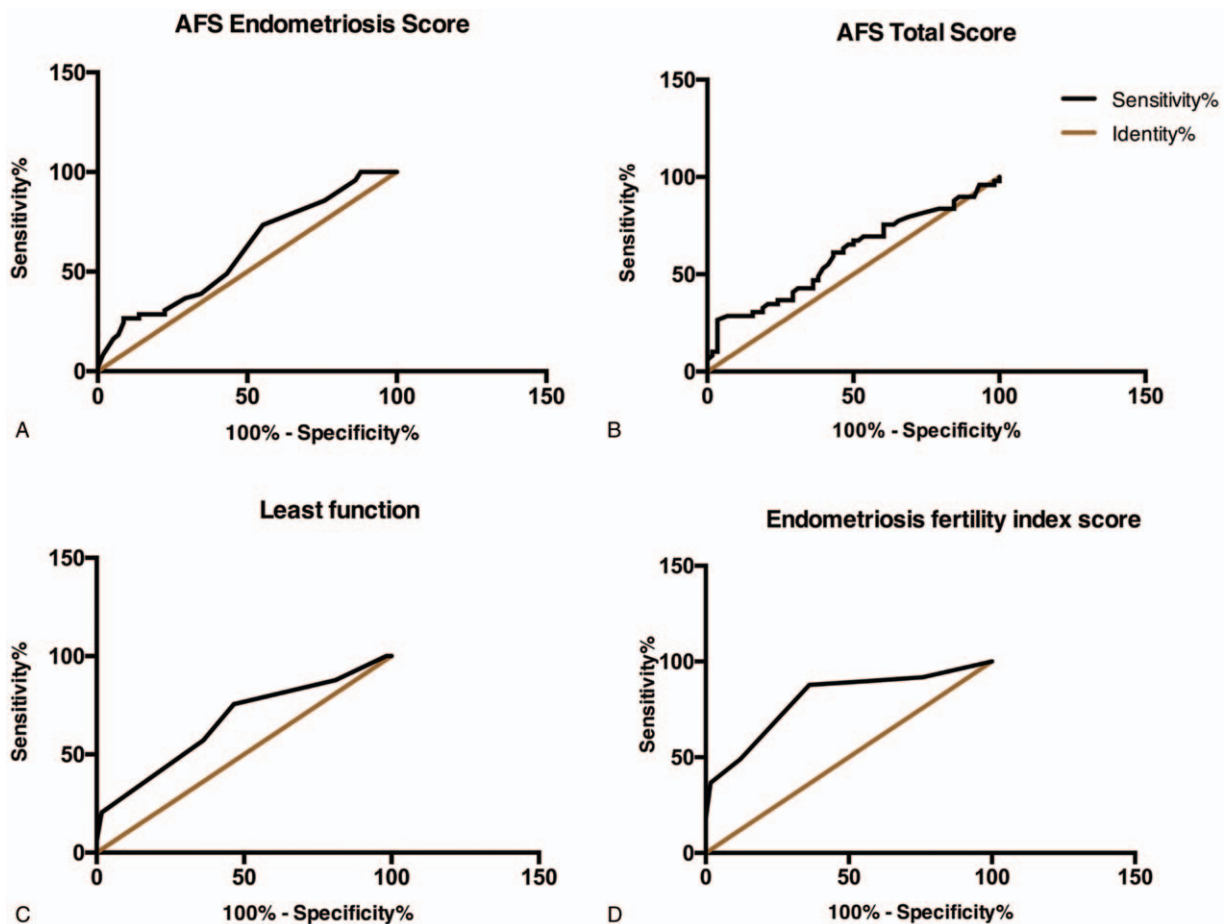 AFS Endometriosis Score
150
100
50
0
Sensitivity%
0 50 100 150
100% - Specificity%
A
AFS Total Score
Sensitivity%
Identity%
150
100
50
0
Sensitivity%
0 50 100 150
100% - Specificity%
B
Least function
150
100
50
0
Sensitivity%
0 50 100 150
100% - Specificity%
C
Endometriosis fertility index score
150
100
50
0
Sensitivity%
0 50 100 150
100% - Specificity%
D